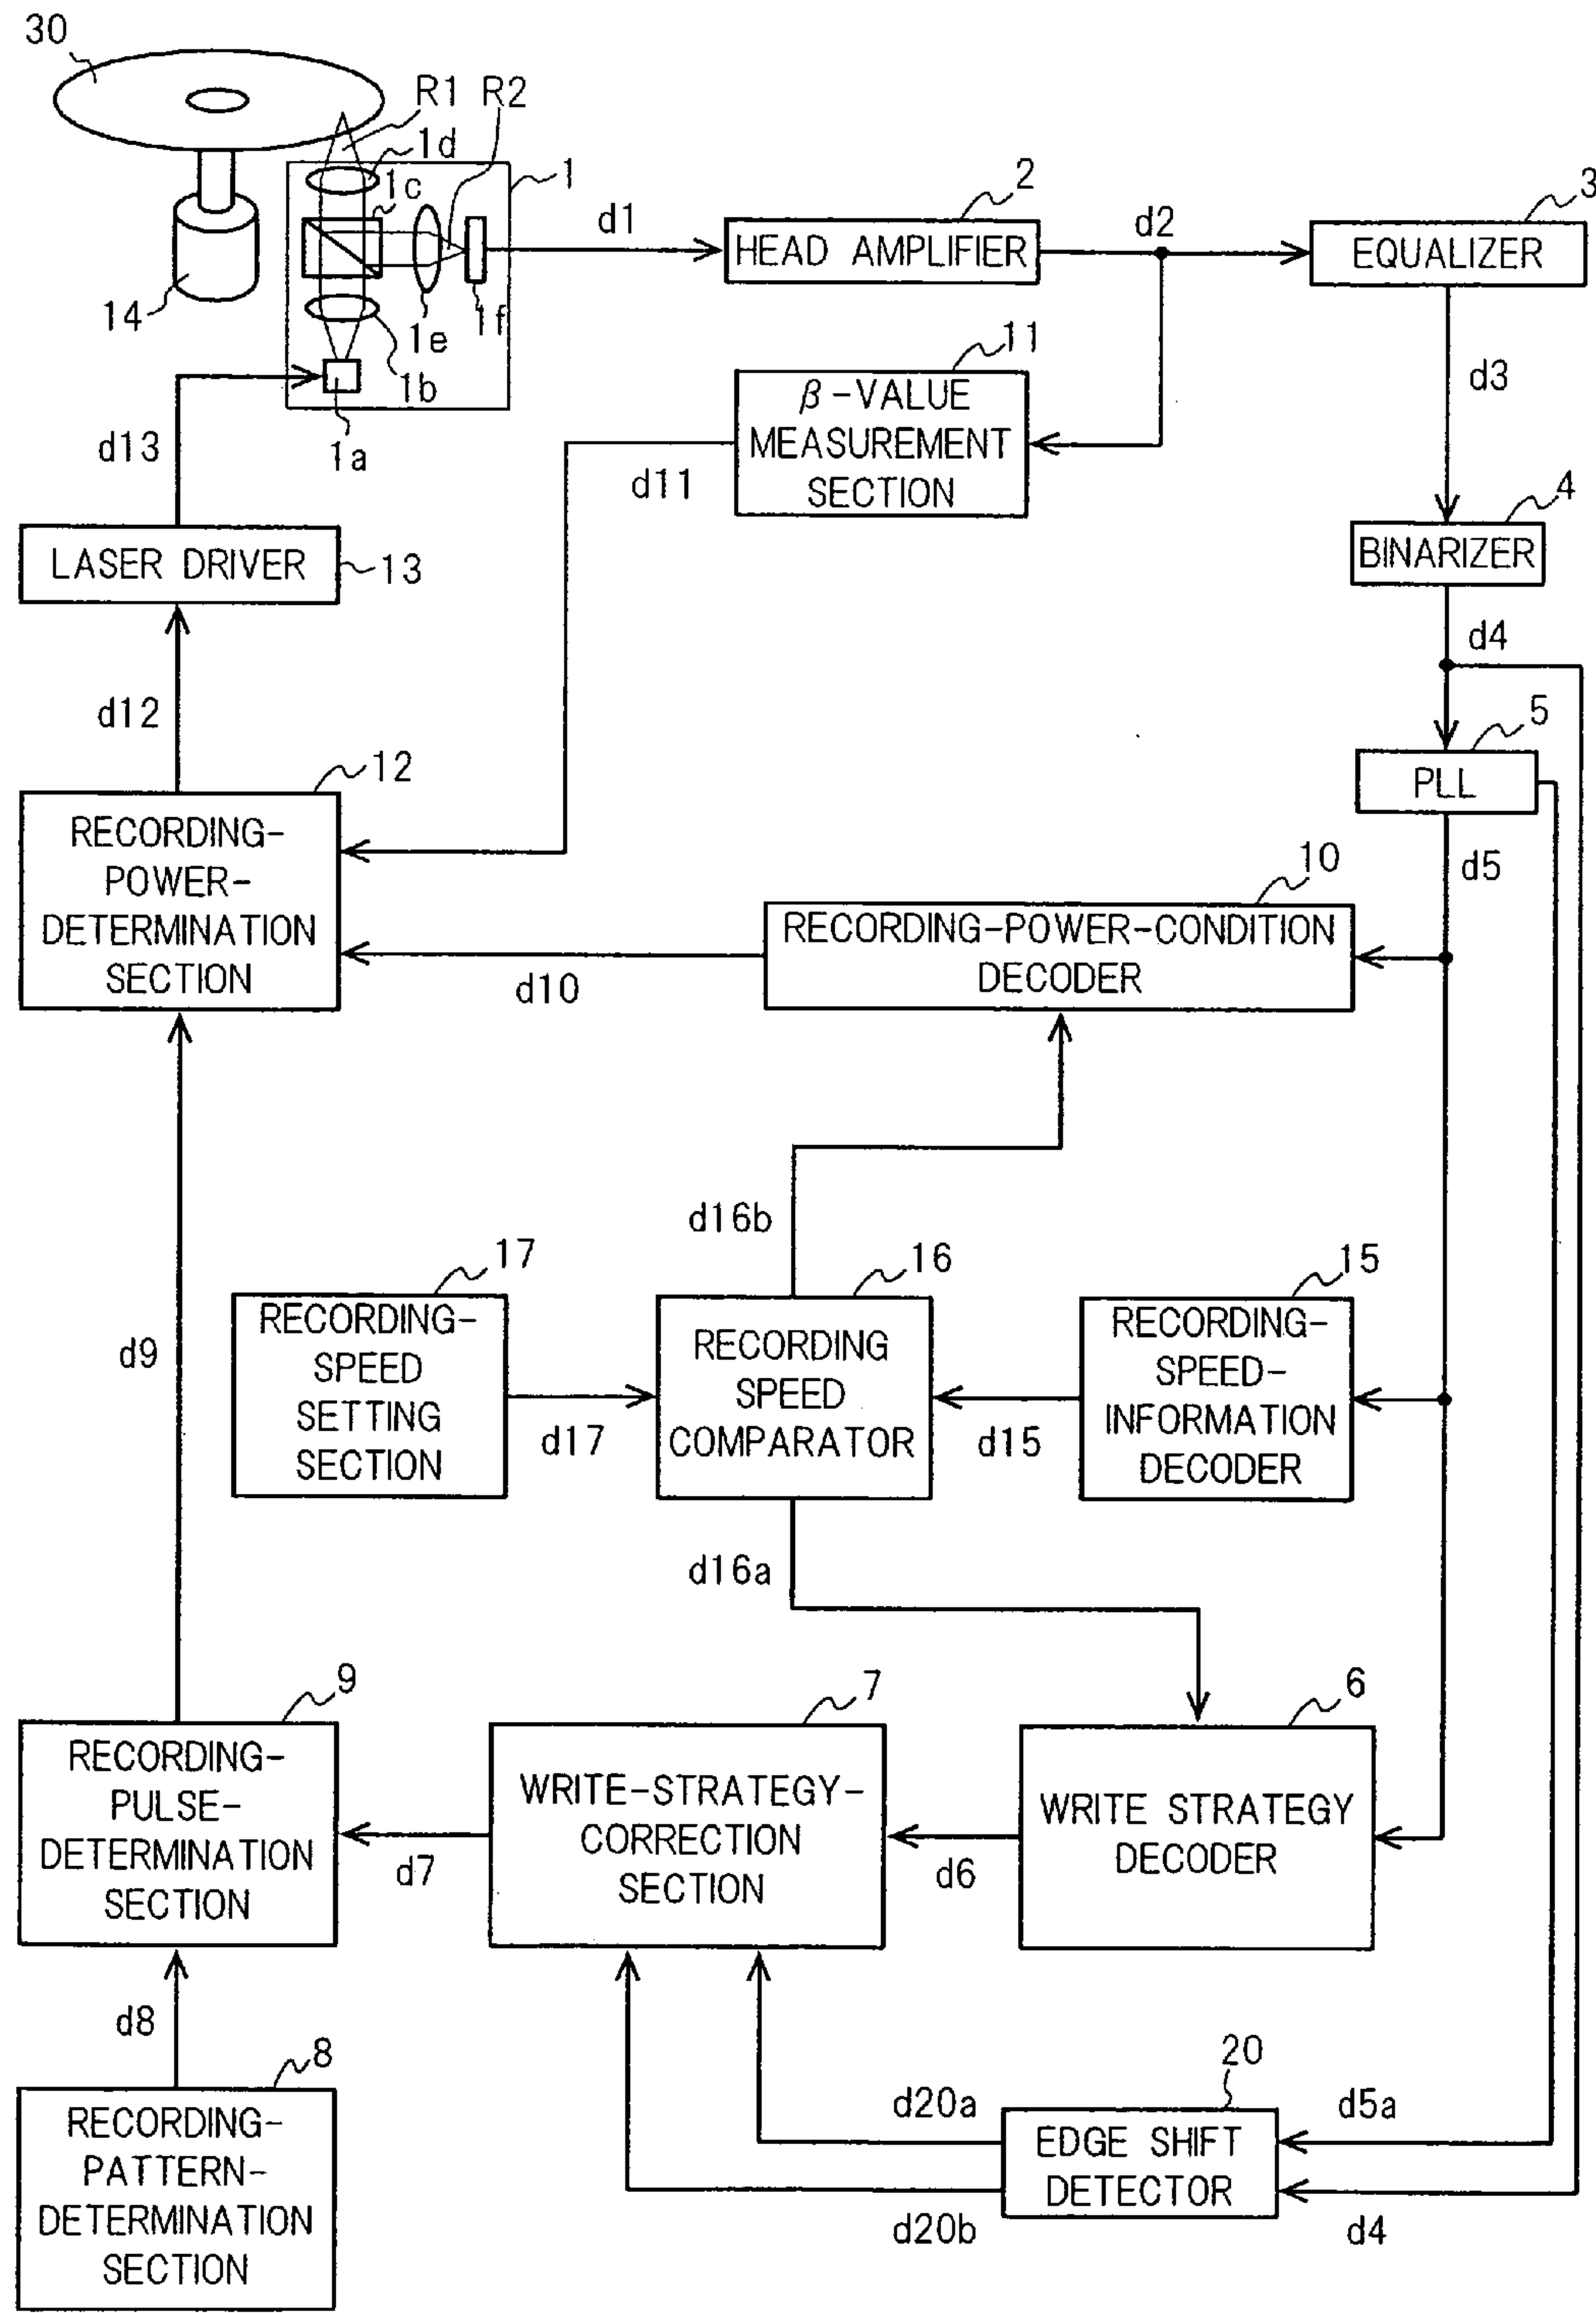 30
R1 R2
1d
1c
1
2
3
d1
HEAD AMPLIFIER
d2
EQUALIZER
14
1e
1f
1b
1a
11
β-VALUE
MEASUREMENT
SECTION
d3
d13
d11
4
LASER DRIVER
13
BINARIZER
d4
d12
5
PLL
12
RECORDING-
POWER-
DETERMINATION
SECTION
d5
10
RECORDING-POWER-CONDITION
DECODER
d10
d16b
17
16
15
RECORDING-
SPEED
SETTING
SECTION
d17
RECORDING
SPEED
COMPARATOR
d15
RECORDING-
SPEED-
INFORMATION
DECODER
d9
d16a
9
7
6
RECORDING-
PULSE-
DETERMINATION
SECTION
d7
WRITE-STRATEGY-
CORRECTION
SECTION
d6
WRITE STRATEGY
DECODER
d8
8
20
RECORDING-
PATTERN-
DETERMINATION
SECTION
d20a
d20b
EDGE SHIFT
DETECTOR
d5a
d4